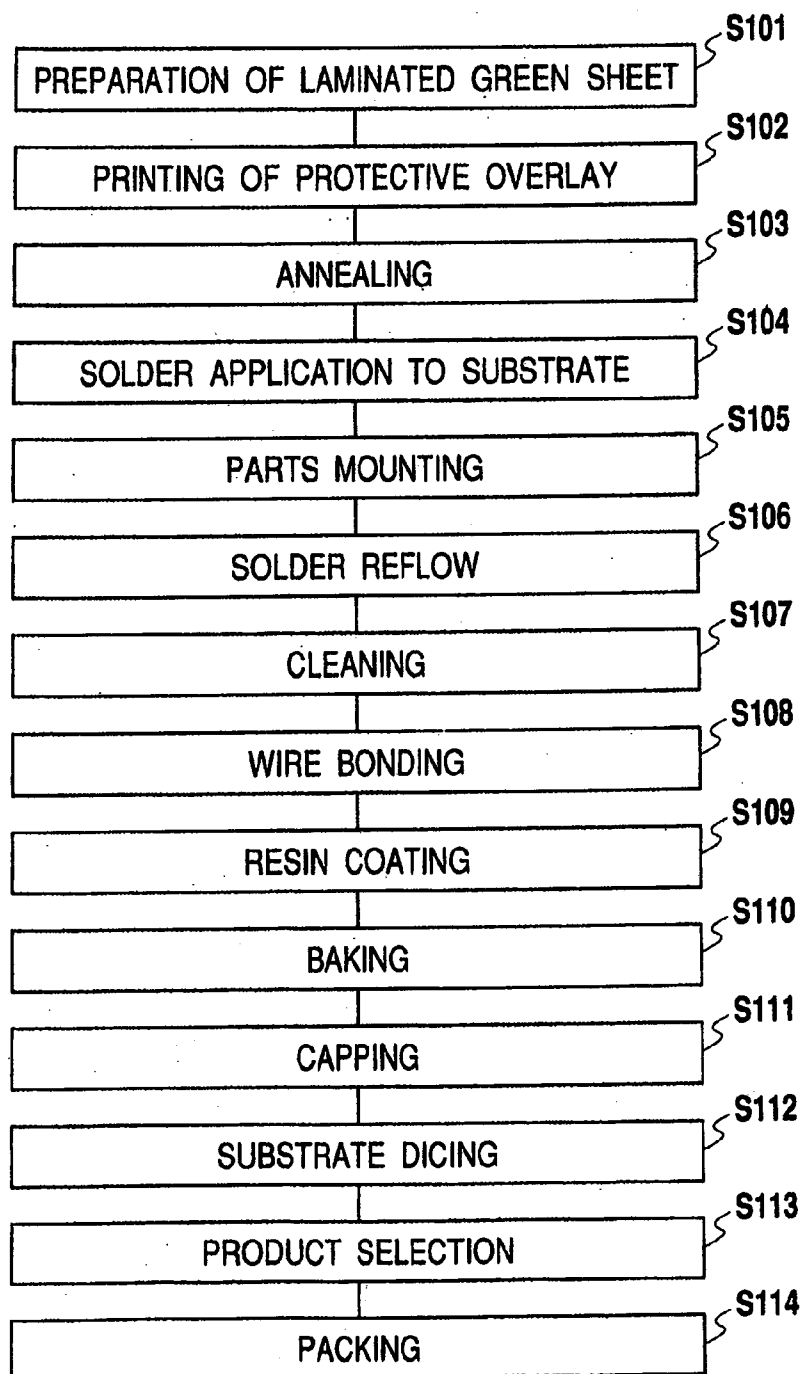 S101
PREPARATION OF LAMINATED GREEN SHEET
S102
PRINTING OF PROTECTIVE OVERLAY
S103
ANNEALING
S104
SOLDER APPLICATION TO SUBSTRATE
S105
PARTS MOUNTING
S106
SOLDER REFLOW
S107
CLEANING
S108
WIRE BONDING
S109
RESIN COATING
S110
BAKING
S111
CAPPING
S112
SUBSTRATE DICING
S113
PRODUCT SELECTION
S114
PACKING